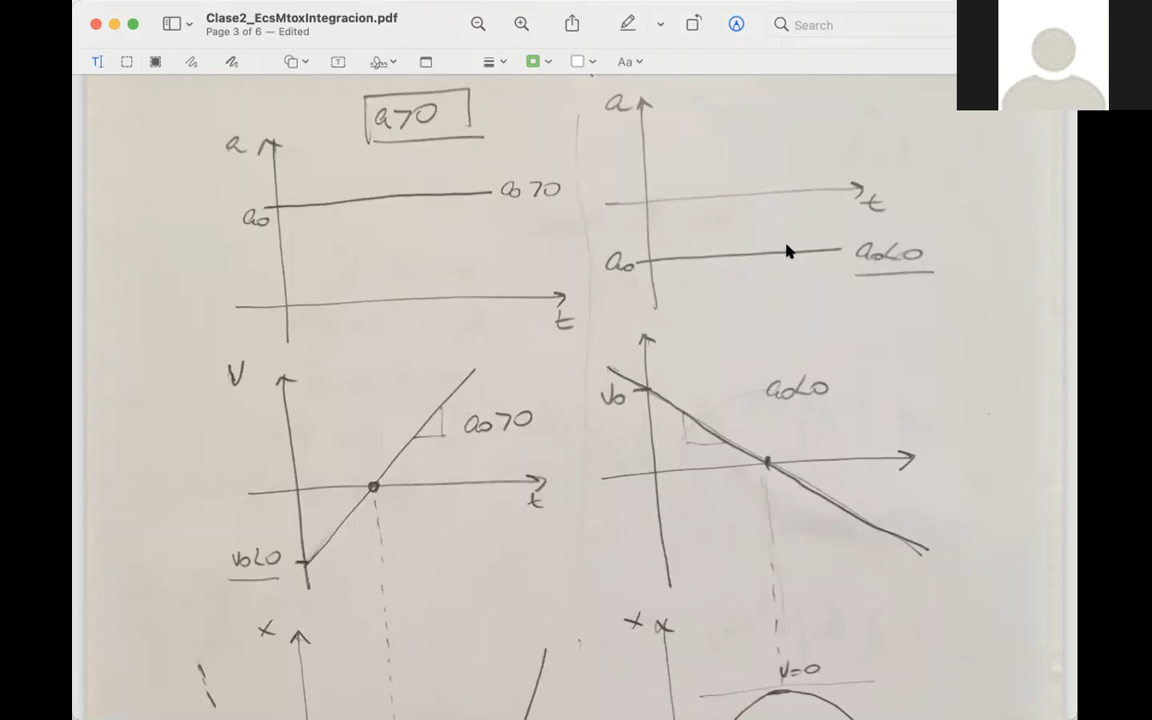 Clase2_EcsMtoxIntegracion.pdf
Page 3 of 6 — Edited
Search
Aa
a>0
a
a0
a0>0
t
a
t
a0
a0<0
V
a0>0
t
v0<0
v0
a0<0
x
x
v=0